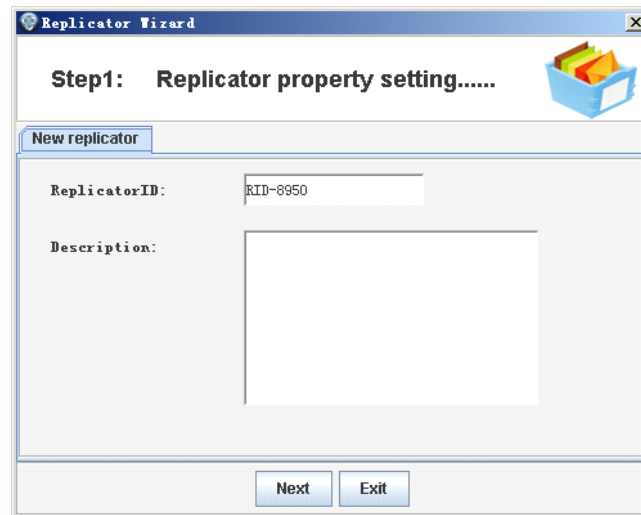 Replicator Wizard
Step1: Replicator property setting......
New replicator
ReplicatorID: RID-8950
Description:
Next Exit